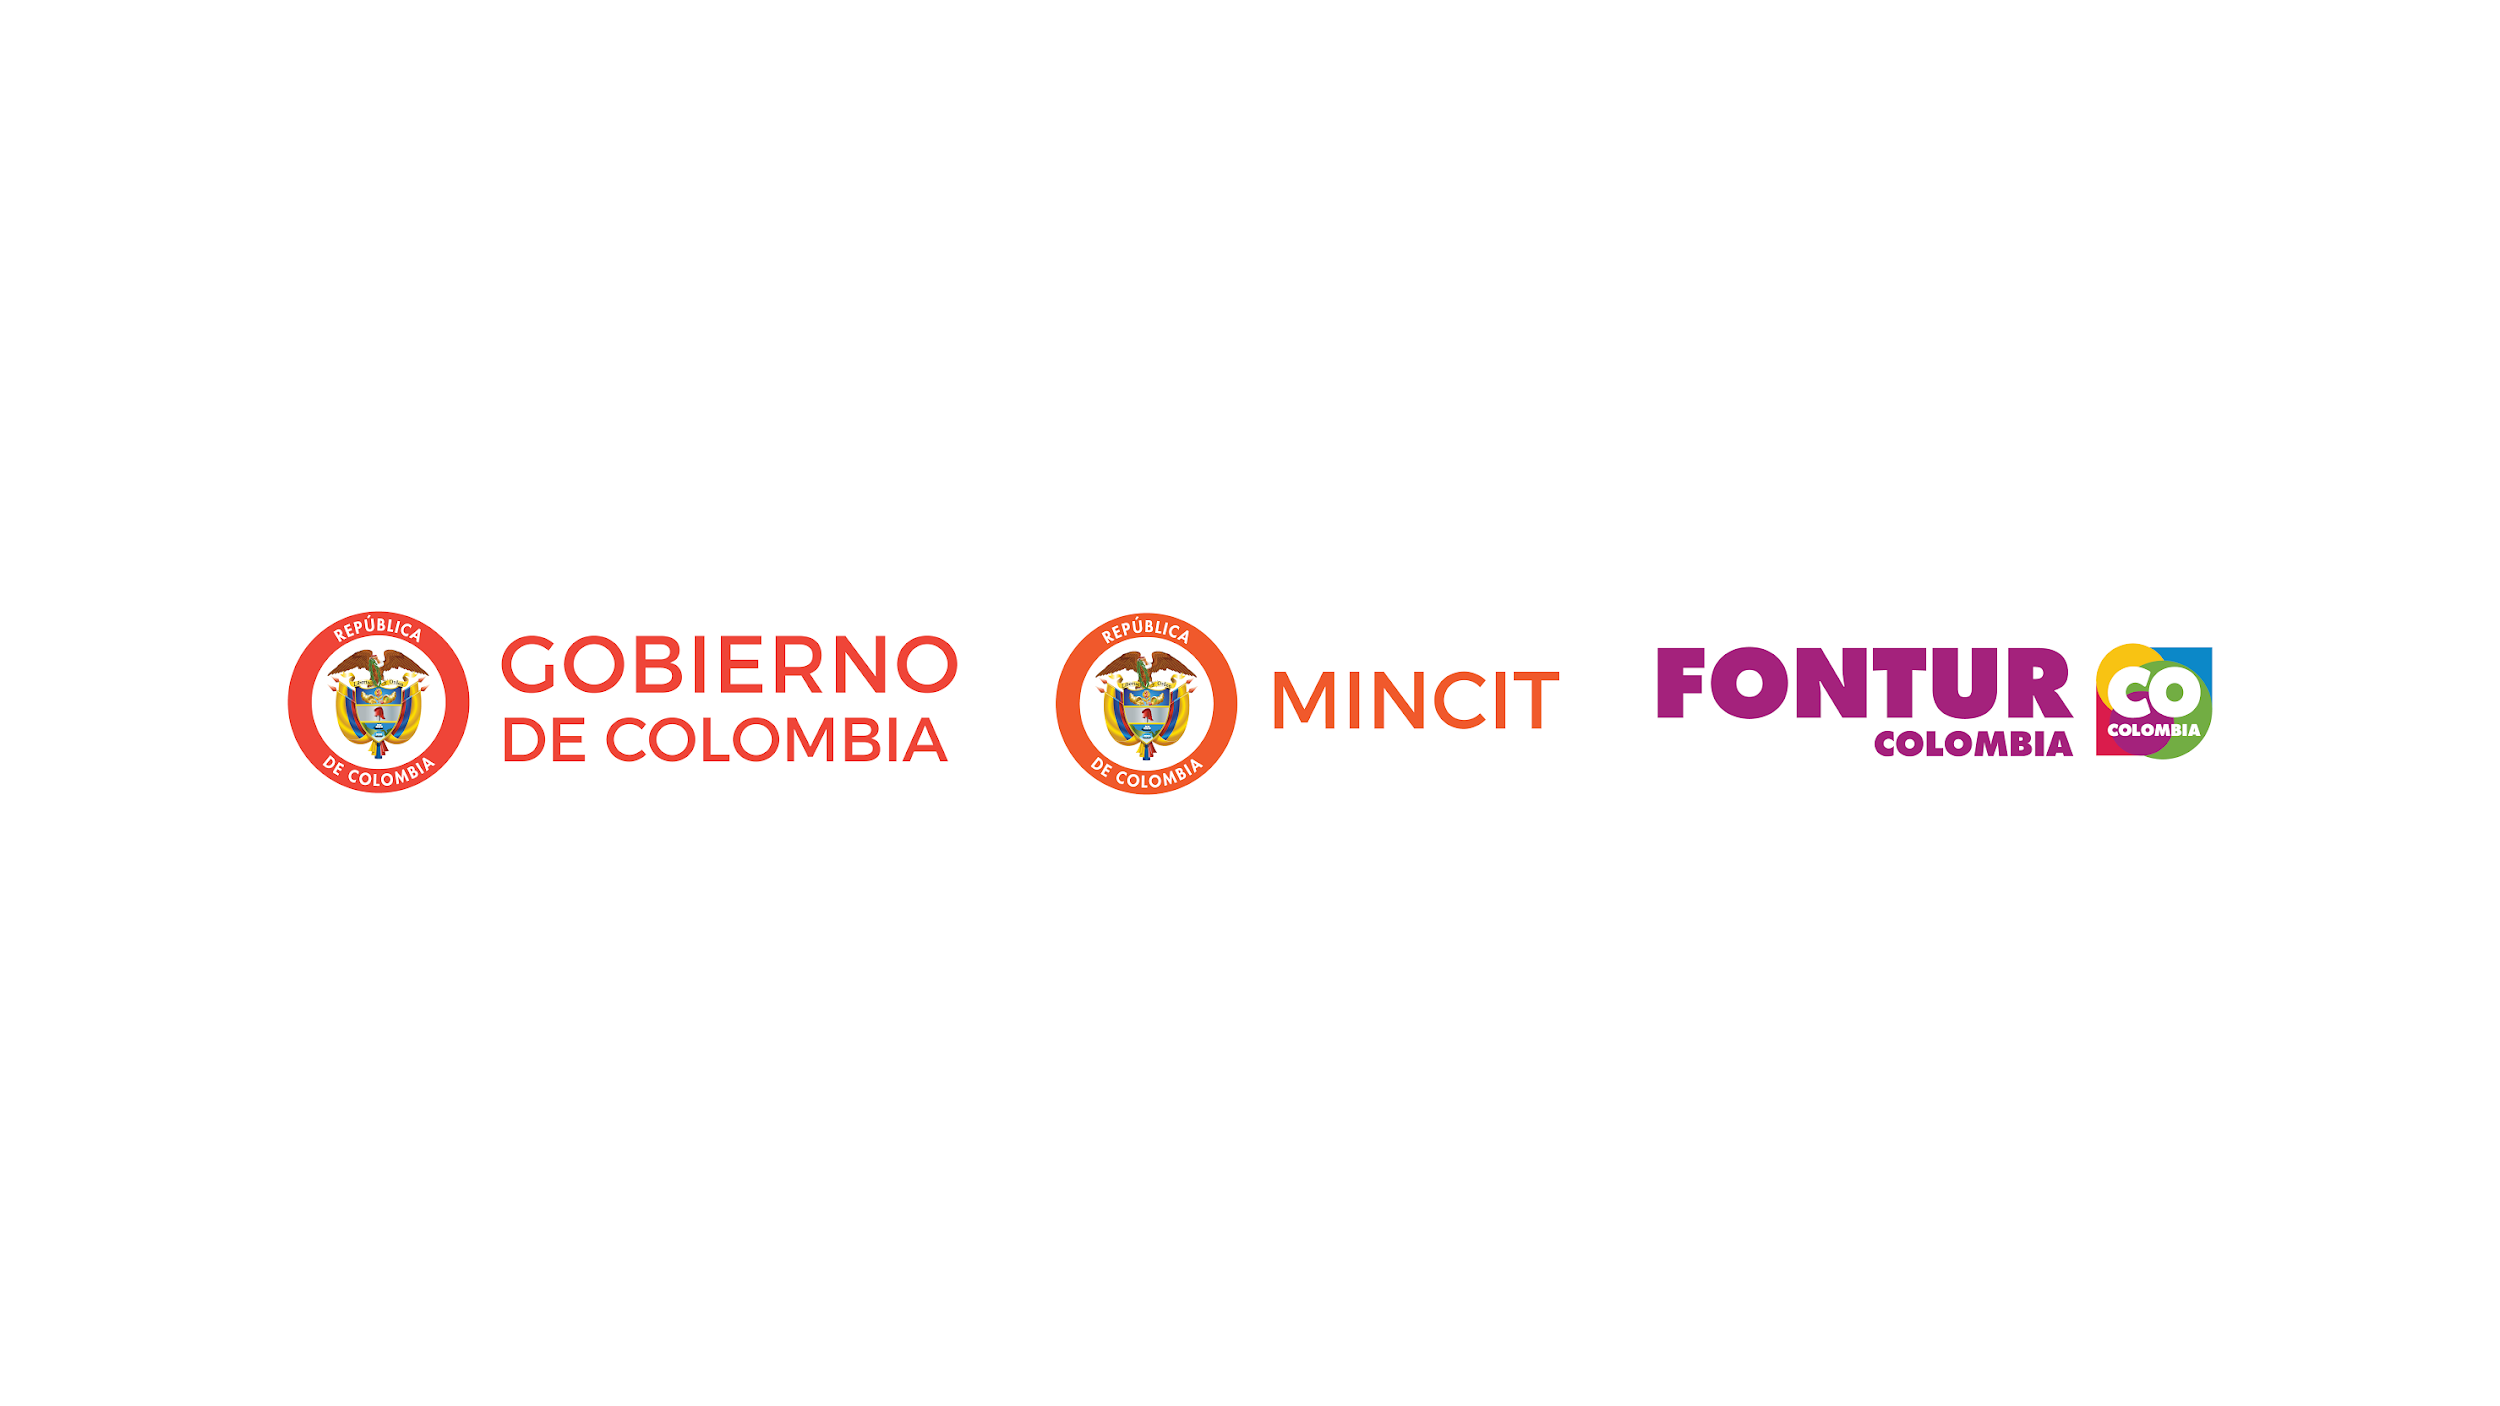 REPÚBLICA
DE COLOMBIA
GOBIERNO
DE COLOMBIA
REPÚBLICA
DE COLOMBIA
MINCIT
FONTUR
COLOMBIA
CO
COLOMBIA